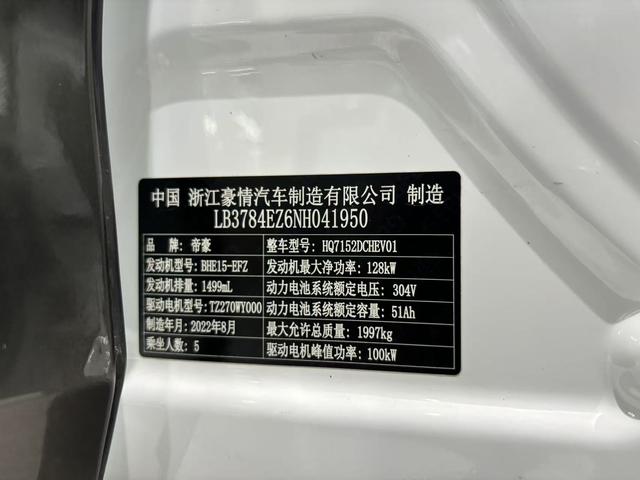 中国 浙江豪情汽车制造有限公司 制造
LB3784EZ6NH041950
品牌：帝豪 整车型号：HQ7152DCHEV01
发动机型号：BHE15-EFZ 发动机最大净功率：128kW
发动机排量：1499mL 动力电池系统额定电压：304V
驱动电机型号：TZ270WY000 动力电池系统额定容量：51Ah
制造年月：2022年8月 最大允许总质量：1997kg
乘坐人数：5 驱动电机峰值功率：100kW